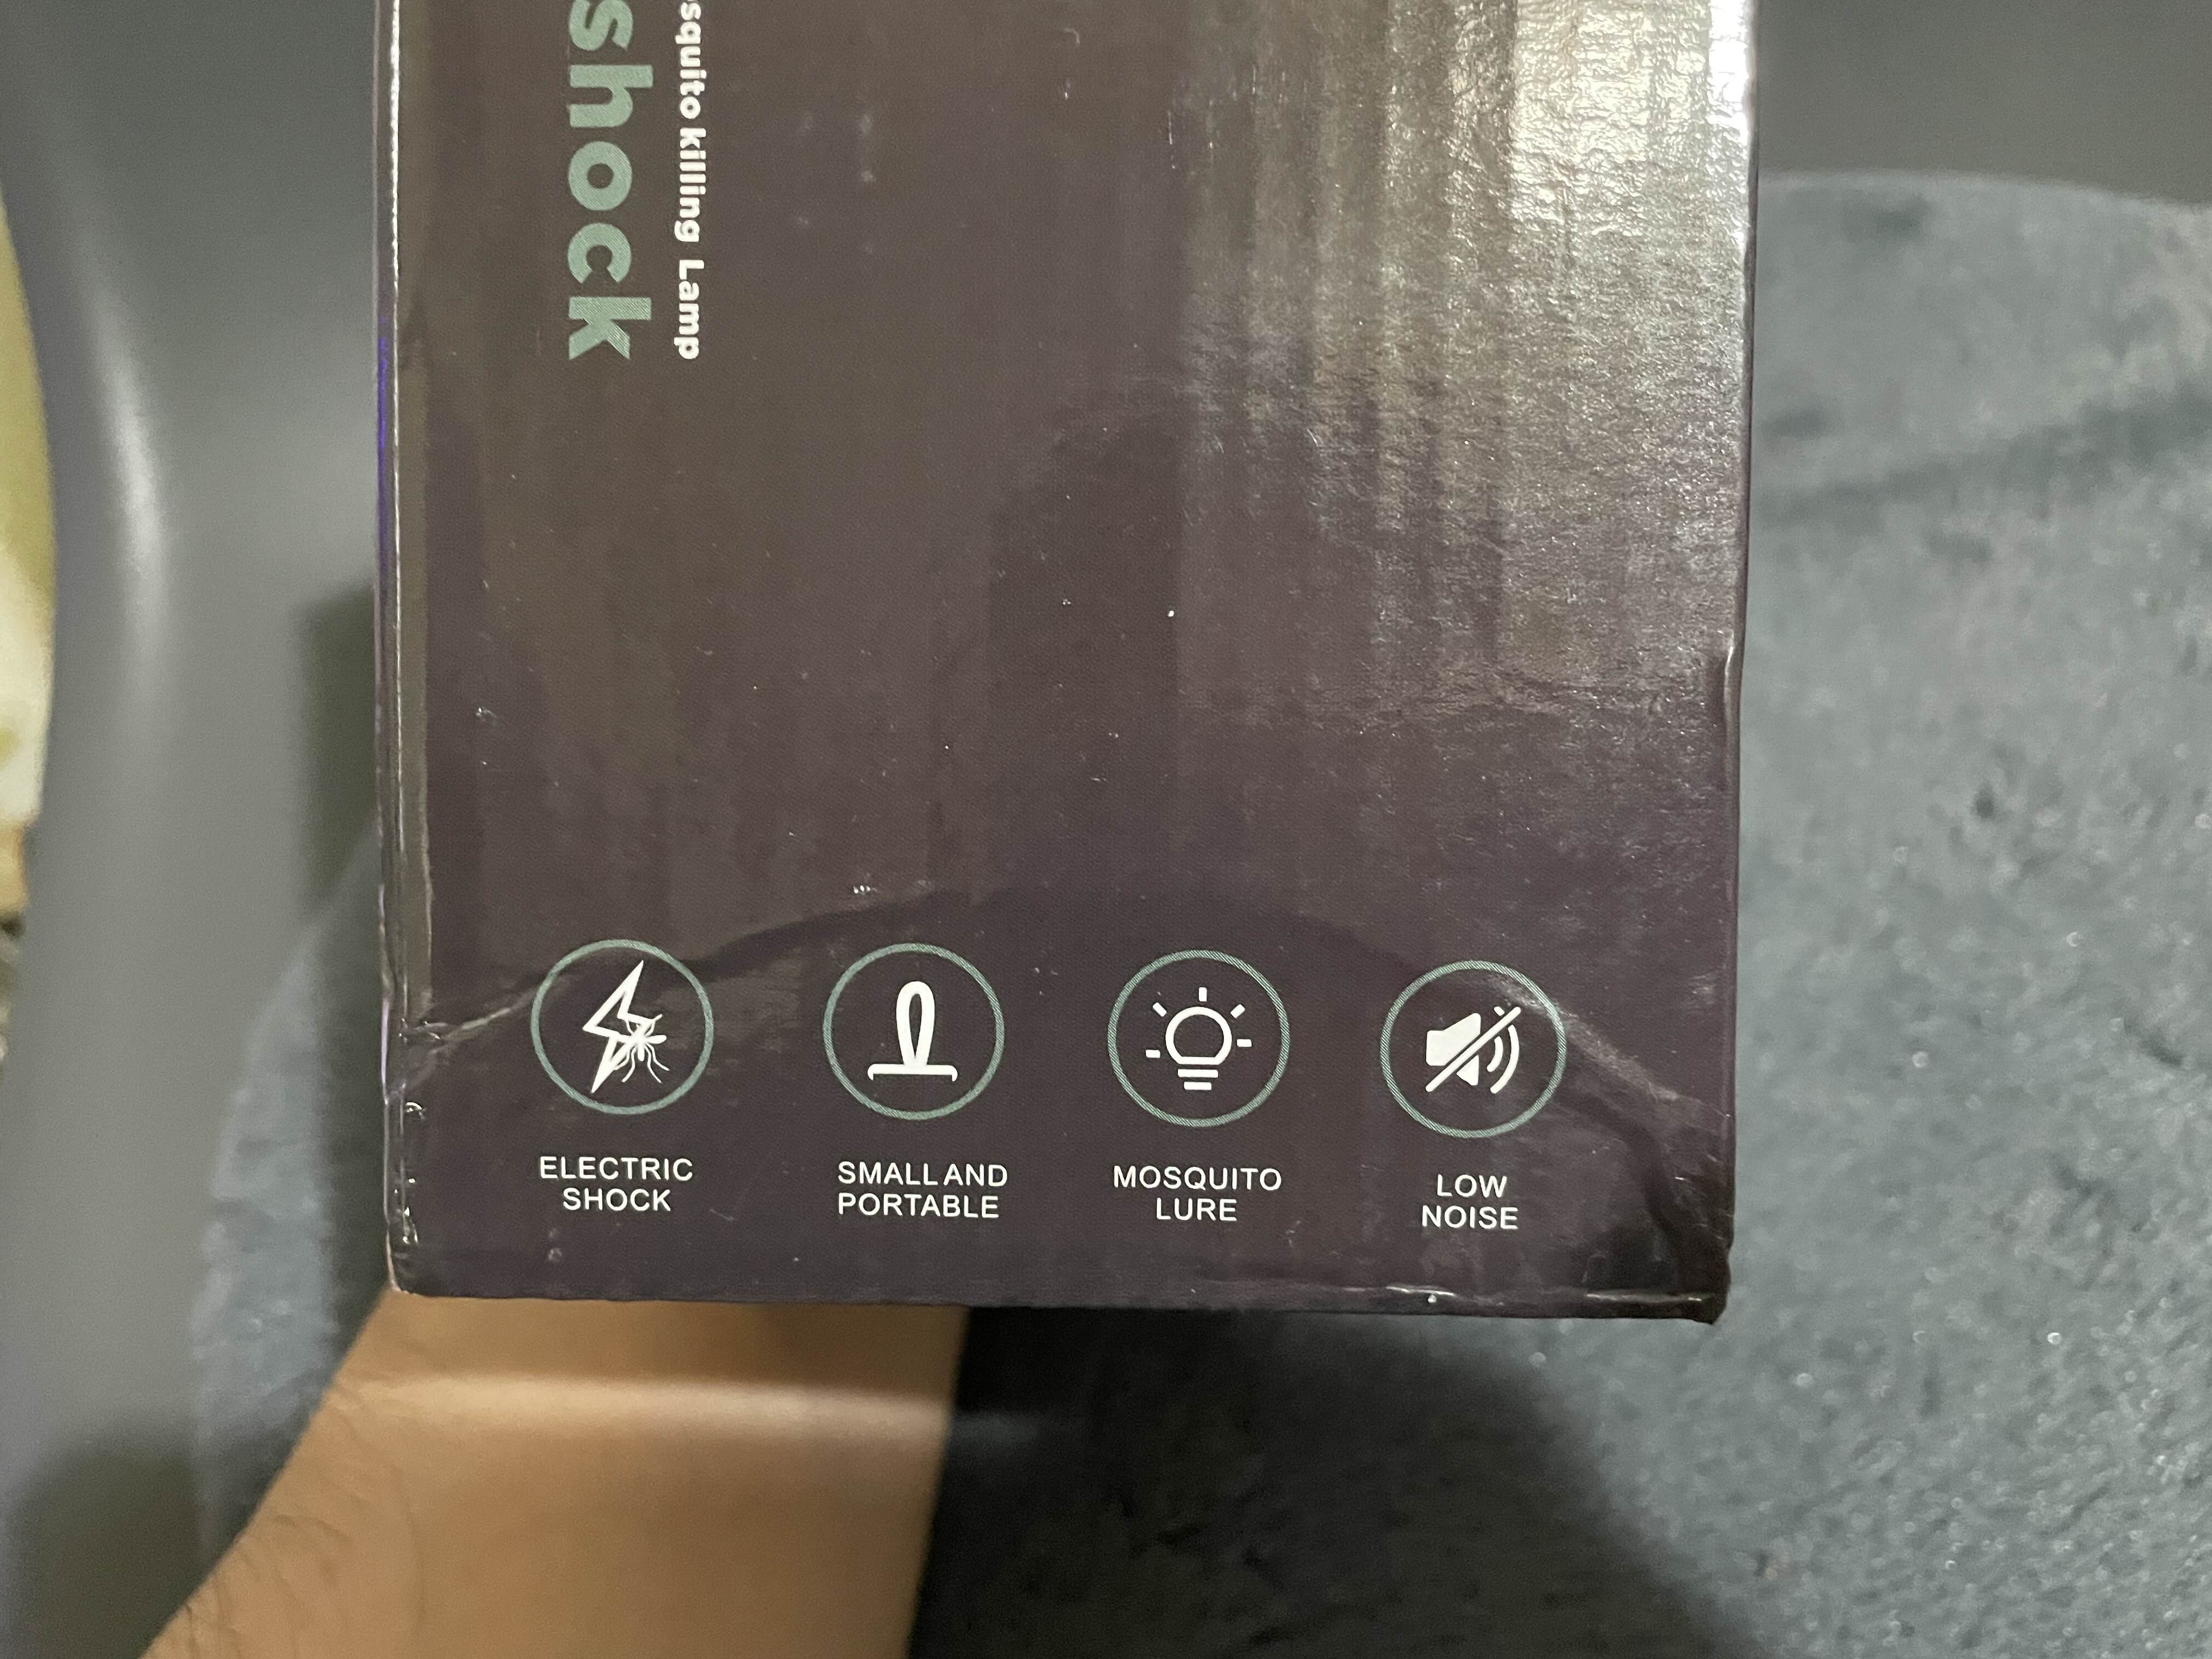 shock
squito killing Lamp
ELECTRIC
SHOCK
SMALL AND
PORTABLE
MOSQUITO
LURE
LOW
NOISE